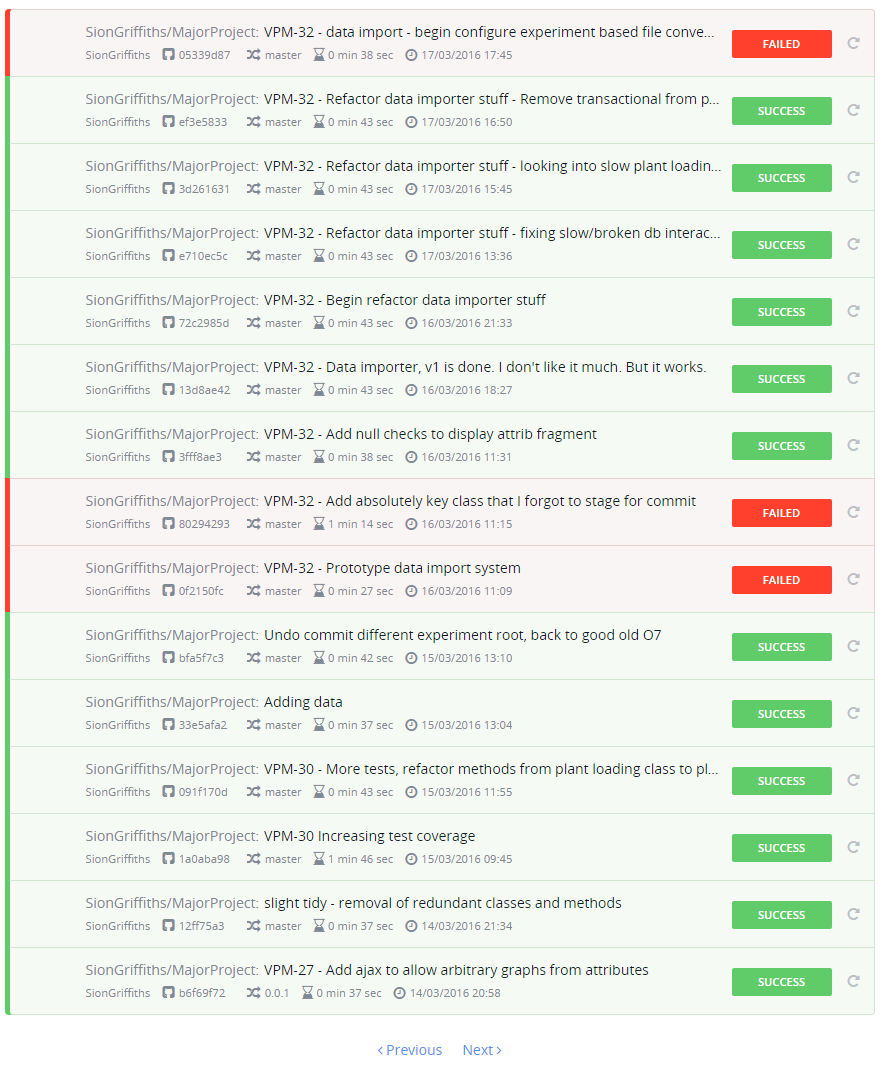 SionGriffiths/MajorProject: VPM-32 - data import - begin configure experiment based file conve...
FAILED
SionGriffiths 05339d87 master 0 min 38 sec 17/03/2016 17:45
SionGriffiths/MajorProject: VPM-32 - Refactor data importer stuff - Remove transactional from p...
SUCCESS
SionGriffiths ef3e5833 master 0 min 43 sec 17/03/2016 16:50
SionGriffiths/MajorProject: VPM-32 - Refactor data importer stuff - looking into slow plant loadin...
SUCCESS
SionGriffiths 3d261631 master 0 min 43 sec 17/03/2016 15:45
SionGriffiths/MajorProject: VPM-32 - Refactor data importer stuff - fixing slow/broken db interac...
SUCCESS
SionGriffiths e710ec5c master 0 min 43 sec 17/03/2016 13:36
SionGriffiths/MajorProject: VPM-32 - Begin refactor data importer stuff
SUCCESS
SionGriffiths 72c2985d master 0 min 43 sec 16/03/2016 21:33
SionGriffiths/MajorProject: VPM-32 - Data importer, v1 is done. I don't like it much. But it works.
SUCCESS
SionGriffiths 13d8ae42 master 0 min 43 sec 16/03/2016 18:27
SionGriffiths/MajorProject: VPM-32 - Add null checks to display attrib fragment
SUCCESS
SionGriffiths 3fff8ae3 master 0 min 38 sec 16/03/2016 11:31
SionGriffiths/MajorProject: VPM-32 - Add absolutely key class that I forgot to stage for commit
FAILED
SionGriffiths 80294293 master 1 min 14 sec 16/03/2016 11:15
SionGriffiths/MajorProject: VPM-32 - Prototype data import system
FAILED
SionGriffiths 0f2150fc master 0 min 27 sec 16/03/2016 11:09
SionGriffiths/MajorProject: Undo commit different experiment root, back to good old O7
SUCCESS
SionGriffiths bfa5f7c3 master 0 min 42 sec 15/03/2016 13:10
SionGriffiths/MajorProject: Adding data
SUCCESS
SionGriffiths 33e5afa2 master 0 min 37 sec 15/03/2016 13:04
SionGriffiths/MajorProject: VPM-30 - More tests, refactor methods from plant loading class to pl...
SUCCESS
SionGriffiths 091f170d master 0 min 43 sec 15/03/2016 11:55
SionGriffiths/MajorProject: VPM-30 Increasing test coverage
SUCCESS
SionGriffiths 1a0aba98 master 1 min 46 sec 15/03/2016 09:45
SionGriffiths/MajorProject: slight tidy - removal of redundant classes and methods
SUCCESS
SionGriffiths 12ff75a3 master 0 min 37 sec 14/03/2016 21:34
SionGriffiths/MajorProject: VPM-27 - Add ajax to allow arbitrary graphs from attributes
SUCCESS
SionGriffiths b6f69f72 0.0.1 0 min 37 sec 14/03/2016 20:58
‹ Previous Next ›